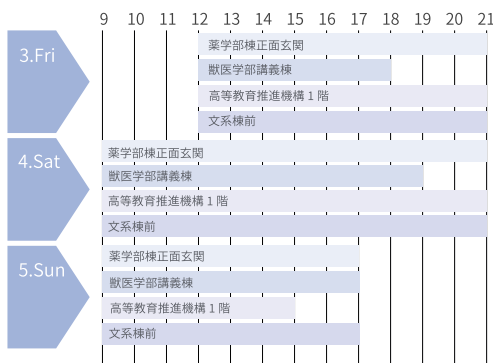 9 10 11 12 13 14 15 16 17 18 19 20 21
3.Fri
薬学部棟正面玄関
獣医学部講義棟
高等教育推進機構1階
文系棟前
4.Sat
薬学部棟正面玄関
獣医学部講義棟
高等教育推進機構1階
文系棟前
5.Sun
薬学部棟正面玄関
獣医学部講義棟
高等教育推進機構1階
文系棟前